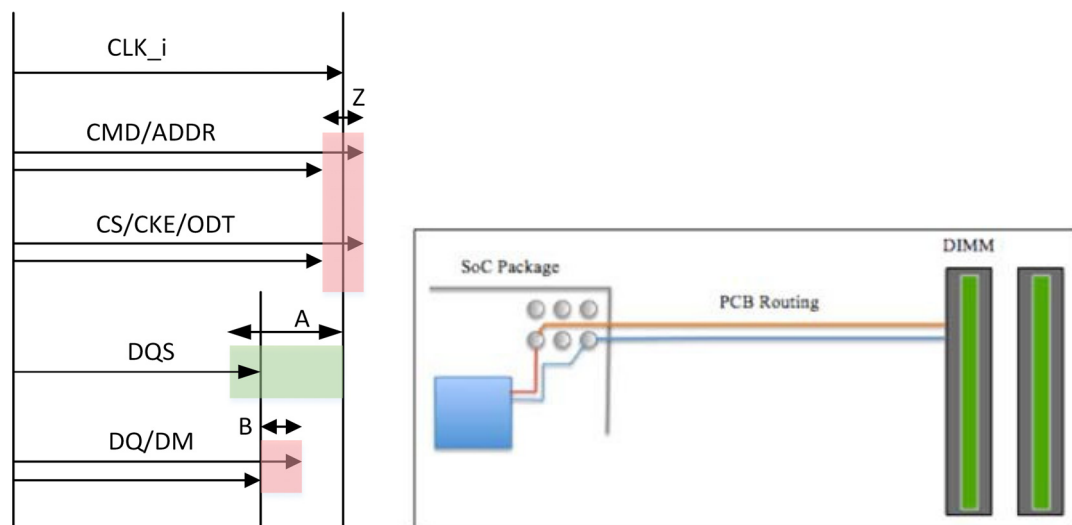 CLK_i
Z
CMD/ADDR
CS/CKE/ODT
A
DQS
B
DQ/DM
DIMM
SoC Package
PCB Routing